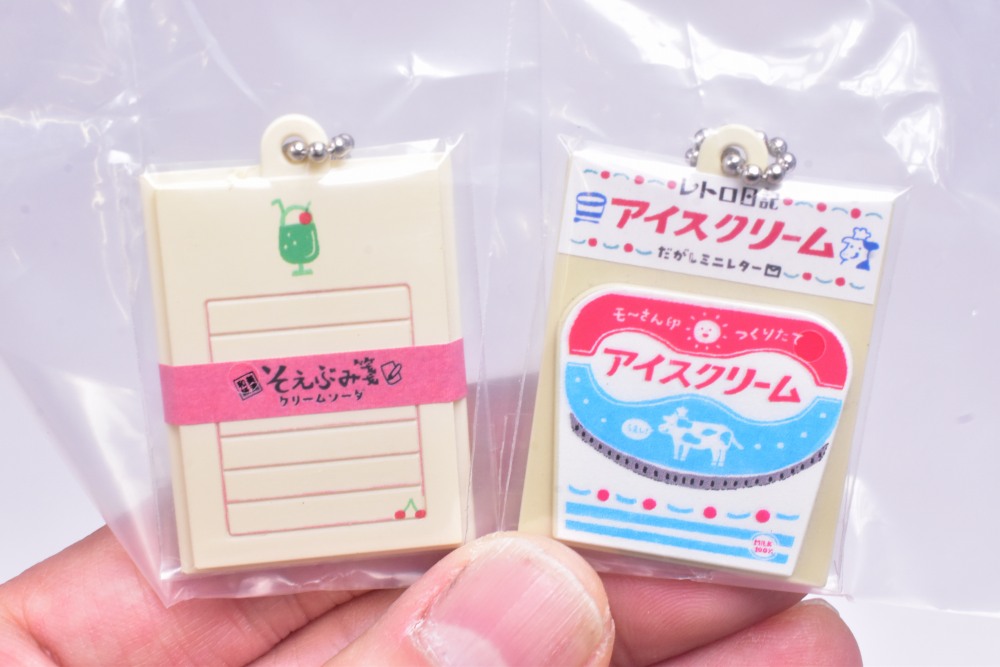 そえぶみ箋
クリームソーダ
レトロ日記
アイスクリーム
だがしミニレター
モ〜さん印 つくりたて
アイスクリーム
MILK
100%